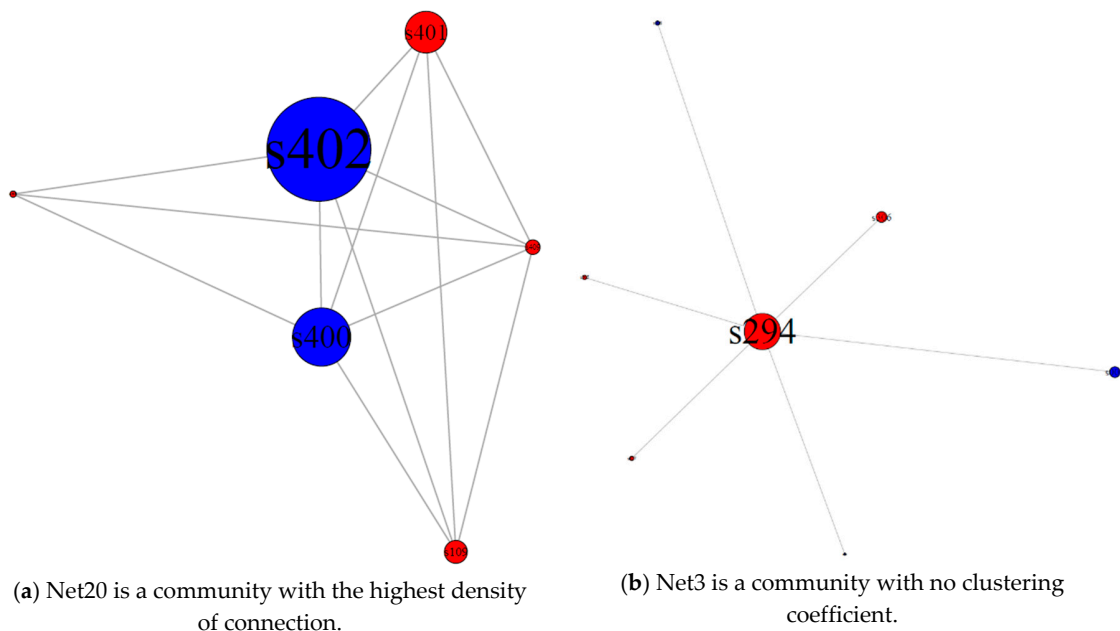 s401
s402
s400
s109
s294
(a) Net20 is a community with the highest density
of connection.
(b) Net3 is a community with no clustering
coefficient.